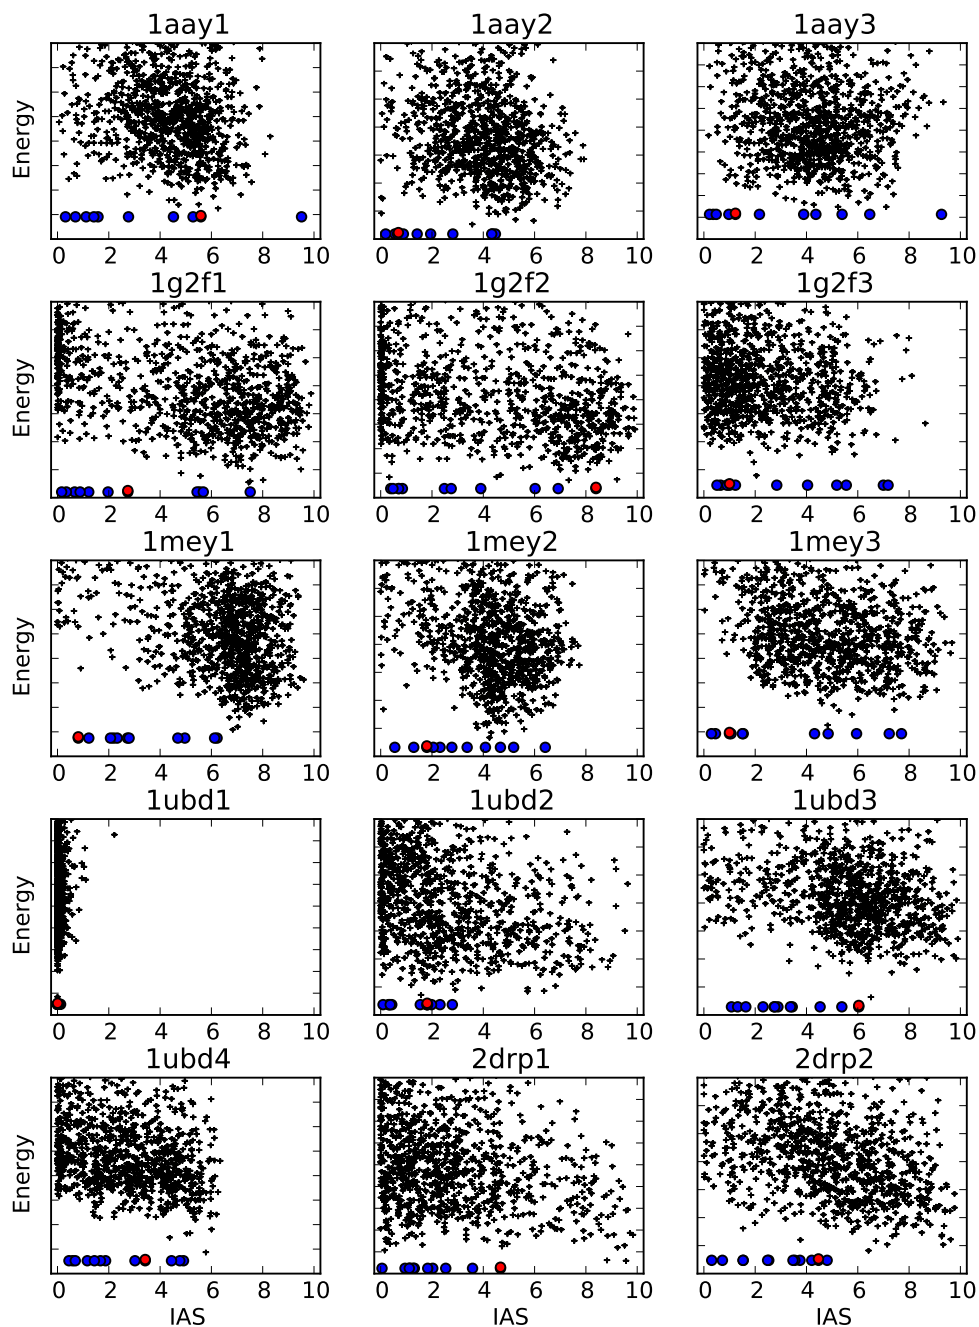 1aay1 1aay2 1aay3
Energy
0 2 4 6 8 10 0 2 4 6 8 10 0 2 4 6 8 10
1g2f1 1g2f2 1g2f3
Energy
0 2 4 6 8 10 0 2 4 6 8 10 0 2 4 6 8 10
1mey1 1mey2 1mey3
Energy
0 2 4 6 8 10 0 2 4 6 8 10 0 2 4 6 8 10
1ubd1 1ubd2 1ubd3
Energy
0 2 4 6 8 10 0 2 4 6 8 10 0 2 4 6 8 10
1ubd4 2drp1 2drp2
Energy
0 2 4 6 8 10 0 2 4 6 8 10 0 2 4 6 8 10
IAS IAS IAS